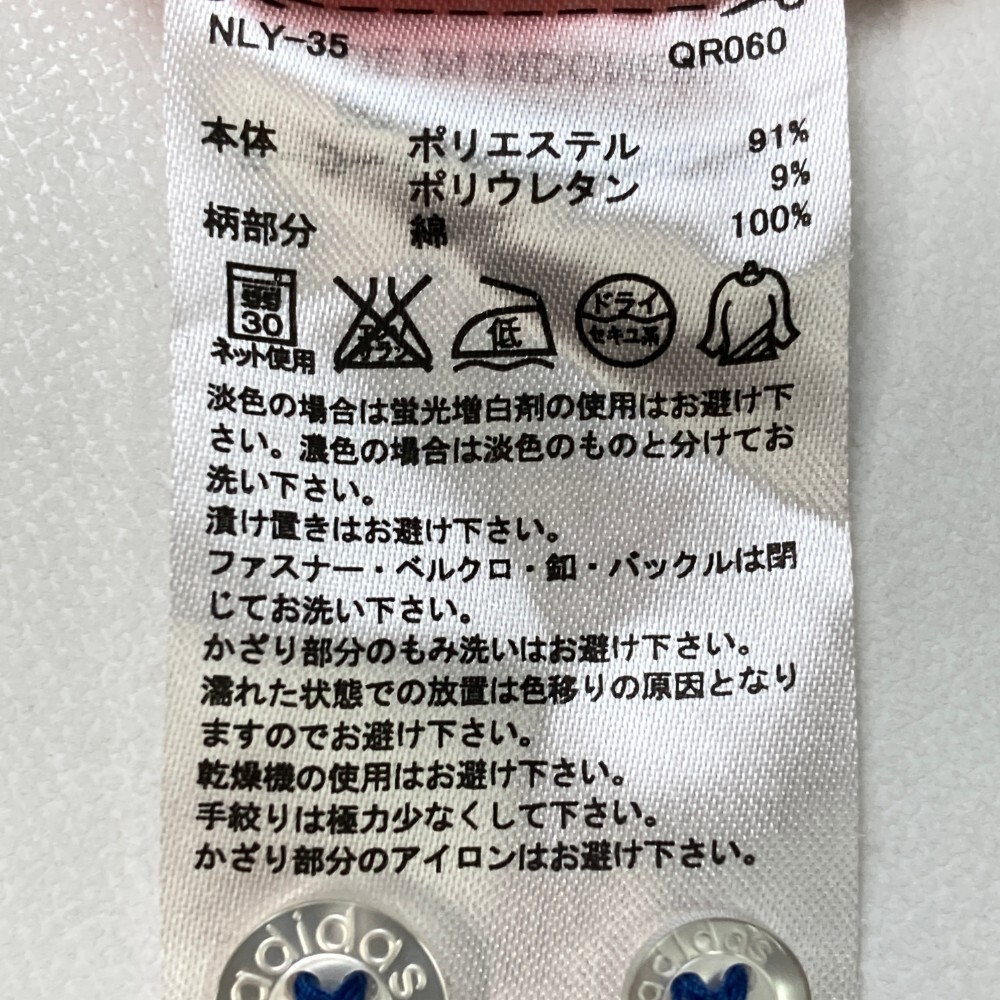 NLY-35 QR060
本体 ポリエステル 91%
ポリウレタン 9%
柄部分 綿 100%
30
ネット使用
低
ドライ
セキユ系
淡色の場合は蛍光増白剤の使用はお避け下
さい。濃色の場合は淡色のものと分けてお
洗い下さい。
漬け置きはお避け下さい。
ファスナー・ベルクロ・釦・バックルは閉
じてお洗い下さい。
かざり部分のもみ洗いはお避け下さい。
濡れた状態での放置は色移りの原因となり
ますのでお避け下さい。
乾燥機の使用はお避け下さい。
手絞りは極力少なくして下さい。
かざり部分のアイロンはお避け下さい。
adidas adidas